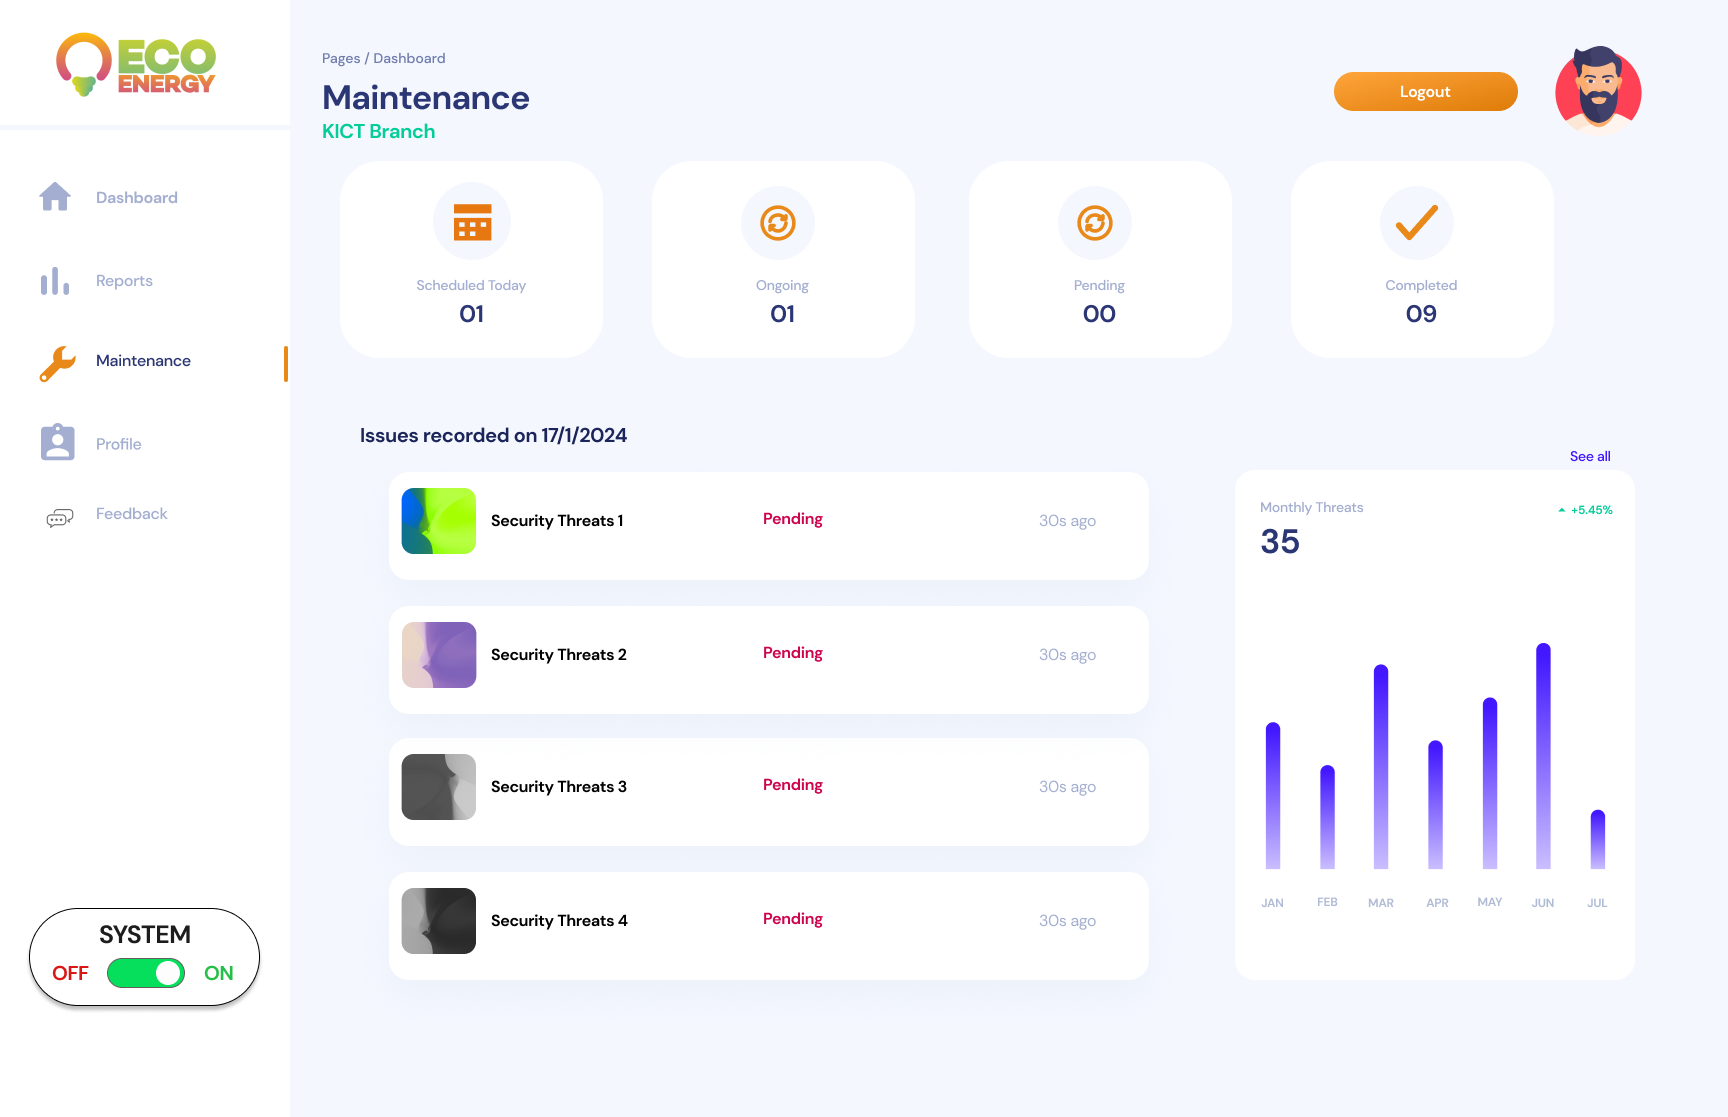 ECO
ENERGY
Dashboard
Reports
Maintenance
Profile
Feedback
SYSTEM
OFF ON
Pages / Dashboard
Maintenance
KICT Branch
Logout
Scheduled Today
01
Ongoing
01
Pending
00
Completed
09
Issues recorded on 17/1/2024
Security Threats 1 Pending 30s ago
Security Threats 2 Pending 30s ago
Security Threats 3 Pending 30s ago
Security Threats 4 Pending 30s ago
See all
Monthly Threats
+5.45%
35
JAN FEB MAR APR MAY JUN JUL